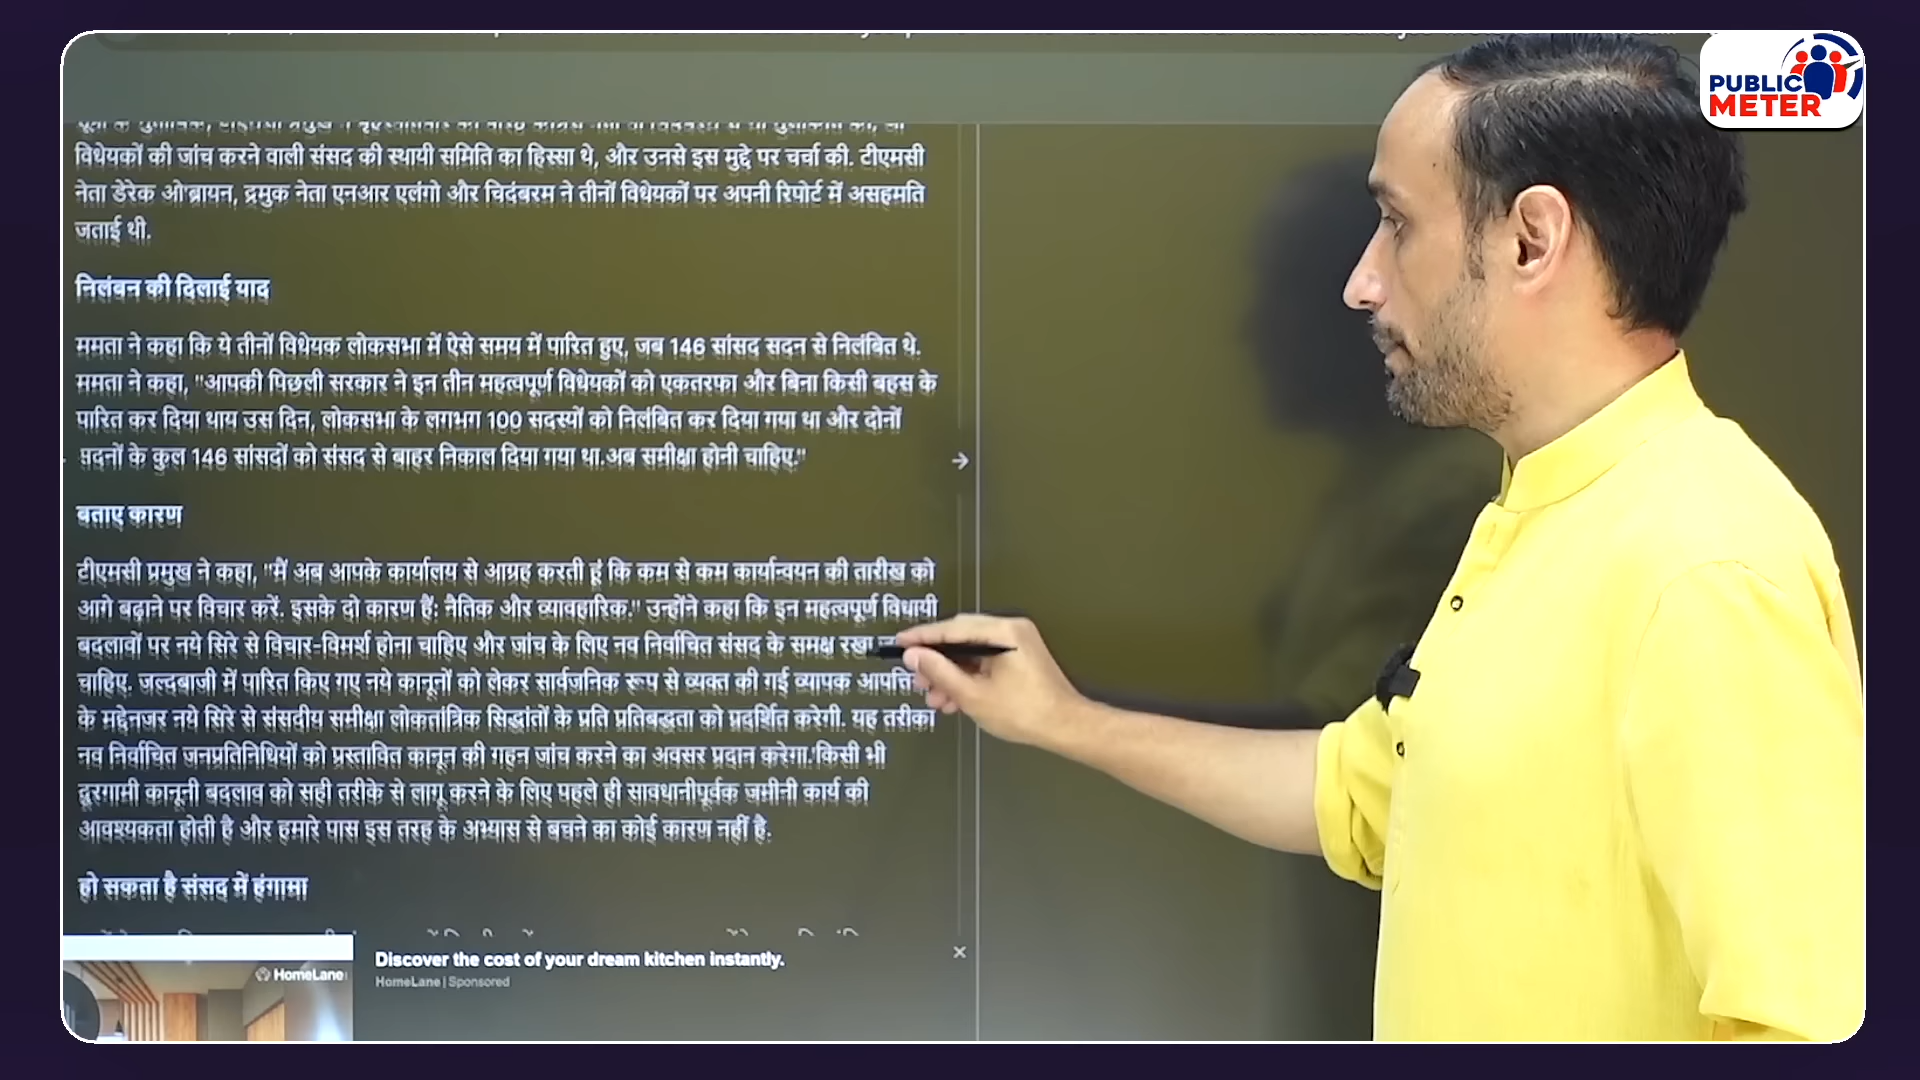 PUBLIC
METER
विधेयकों की जांच करने वाली संसद की स्थायी समिति का हिस्सा थे, और उनसे इस मुद्दे पर चर्चा की. टीएमसी
नेता डेरेक ओ'ब्रायन, द्रमुक नेता एनआर एलंगो और चिदंबरम ने तीनों विधेयकों पर अपनी रिपोर्ट में असहमति
जताई थी.
निलंबन की दिलाई याद
ममता ने कहा कि ये तीनों विधेयक लोकसभा में ऐसे समय में पारित हुए, जब 146 सांसद सदन से निलंबित थे.
ममता ने कहा, "आपकी पिछली सरकार ने इन तीन महत्वपूर्ण विधेयकों को एकतरफा और बिना किसी बहस के
पारित कर दिया थाय उस दिन, लोकसभा के लगभग 100 सदस्यों को निलंबित कर दिया गया था और दोनों
सदनों के कुल 146 सांसदों को संसद से बाहर निकाल दिया गया था.अब समीक्षा होनी चाहिए."
बताए कारण
टीएमसी प्रमुख ने कहा, "मैं अब आपके कार्यालय से आग्रह करती हूं कि कम से कम कार्यान्वयन की तारीख को
आगे बढ़ाने पर विचार करें. इसके दो कारण हैं: नैतिक और व्यावहारिक." उन्होंने कहा कि इन महत्वपूर्ण विधायी
बदलावों पर नये सिरे से विचार-विमर्श होना चाहिए और जांच के लिए नव निर्वाचित संसद के समक्ष रखा
चाहिए. जल्दबाजी में पारित किए गए नये कानूनों को लेकर सार्वजनिक रूप से व्यक्त की गई व्यापक
के मद्देनजर नये सिरे से संसदीय समीक्षा लोकतांत्रिक सिद्धांतों के प्रति प्रतिबद्धता को प्रदर्शित करेगी. यह तरीका
नव निर्वाचित जनप्रतिनिधियों को प्रस्तावित कानून की गहन जांच करने का अवसर प्रदान करेगा.'किसी भी
दूरगामी कानूनी बदलाव को सही तरीके से लागू करने के लिए पहले ही सावधानीपूर्वक जमीनी कार्य की
आवश्यकता होती है और हमारे पास इस तरह के अभ्यास से बचने का कोई कारण नहीं है.
हो सकता है संसद में हंगामा
HomeLane
Discover the cost of your dream kitchen instantly.
HomeLane | Sponsored